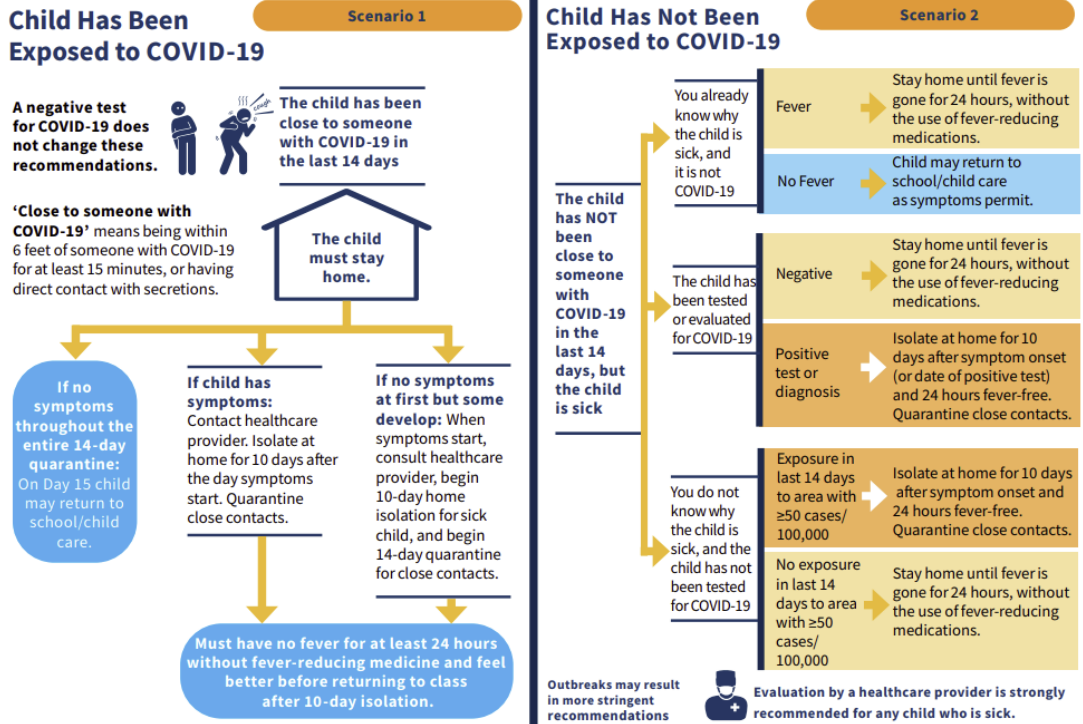 Child Has Been
Exposed to COVID-19
Scenario 1
A negative test
for COVID-19 does
not change these
recommendations.
cough
The child has been
close to someone
with COVID-19 in
the last 14 days
‘Close to someone with
COVID-19’ means being within
6 feet of someone with COVID-19
for at least 15 minutes, or having
direct contact with secretions.
The child
must stay
home.
If no
symptoms
throughout the
entire 14-day
quarantine:
On Day 15 child
may return to
school/child
care.
If child has
symptoms:
Contact healthcare
provider. Isolate at
home for 10 days after
the day symptoms
start. Quarantine
close contacts.
If no symptoms
at first but some
develop: When
symptoms start,
consult healthcare
provider, begin
10-day home
isolation for sick
child, and begin
14-day quarantine
for close contacts.
Must have no fever for at least 24 hours
without fever-reducing medicine and feel
better before returning to class
after 10-day isolation.
Child Has Not Been
Exposed to COVID-19
Scenario 2
The child
has NOT
been
close to
someone
with
COVID-19
in the
last 14
days, but
the child
is sick
You already
know why
the child is
sick, and
it is not
COVID-19
Fever
Stay home until fever is
gone for 24 hours, without
the use of fever-reducing
medications.
No Fever
Child may return to
school/child care
as symptoms permit.
The child has
been tested
or evaluated
for COVID-19
Negative
Stay home until fever is
gone for 24 hours, without
the use of fever-reducing
medications.
Positive
test or
diagnosis
Isolate at home for 10
days after symptom onset
(or date of positive test)
and 24 hours fever-free.
Quarantine close contacts.
You do not
know why
the child is
sick, and the
child has not
been tested
for COVID-19
Exposure in
last 14 days
to area with
≥50 cases/
100,000
Isolate at home for 10 days
after symptom onset and
24 hours fever-free.
Quarantine close contacts.
No exposure
in last 14
days to area
with ≥50
cases/
100,000
Stay home until fever is
gone for 24 hours, without
the use of fever-reducing
medications.
Outbreaks may result
in more stringent
recommendations
Evaluation by a healthcare provider is strongly
recommended for any child who is sick.